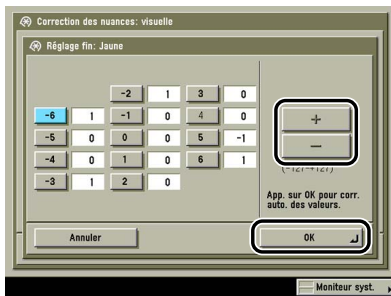 Correction des nuances: visuelle
Réglage fin: Jaune
-2 1 3 0
-6 1 -1 0 4 0
-5 0 0 0 5 -1
-4 0 1 0 6 1
-3 1 2 0
+
−
(-127~+127)
App. sur OK pour corr.
auto. des valeurs.
Annuler
OK
Moniteur syst.